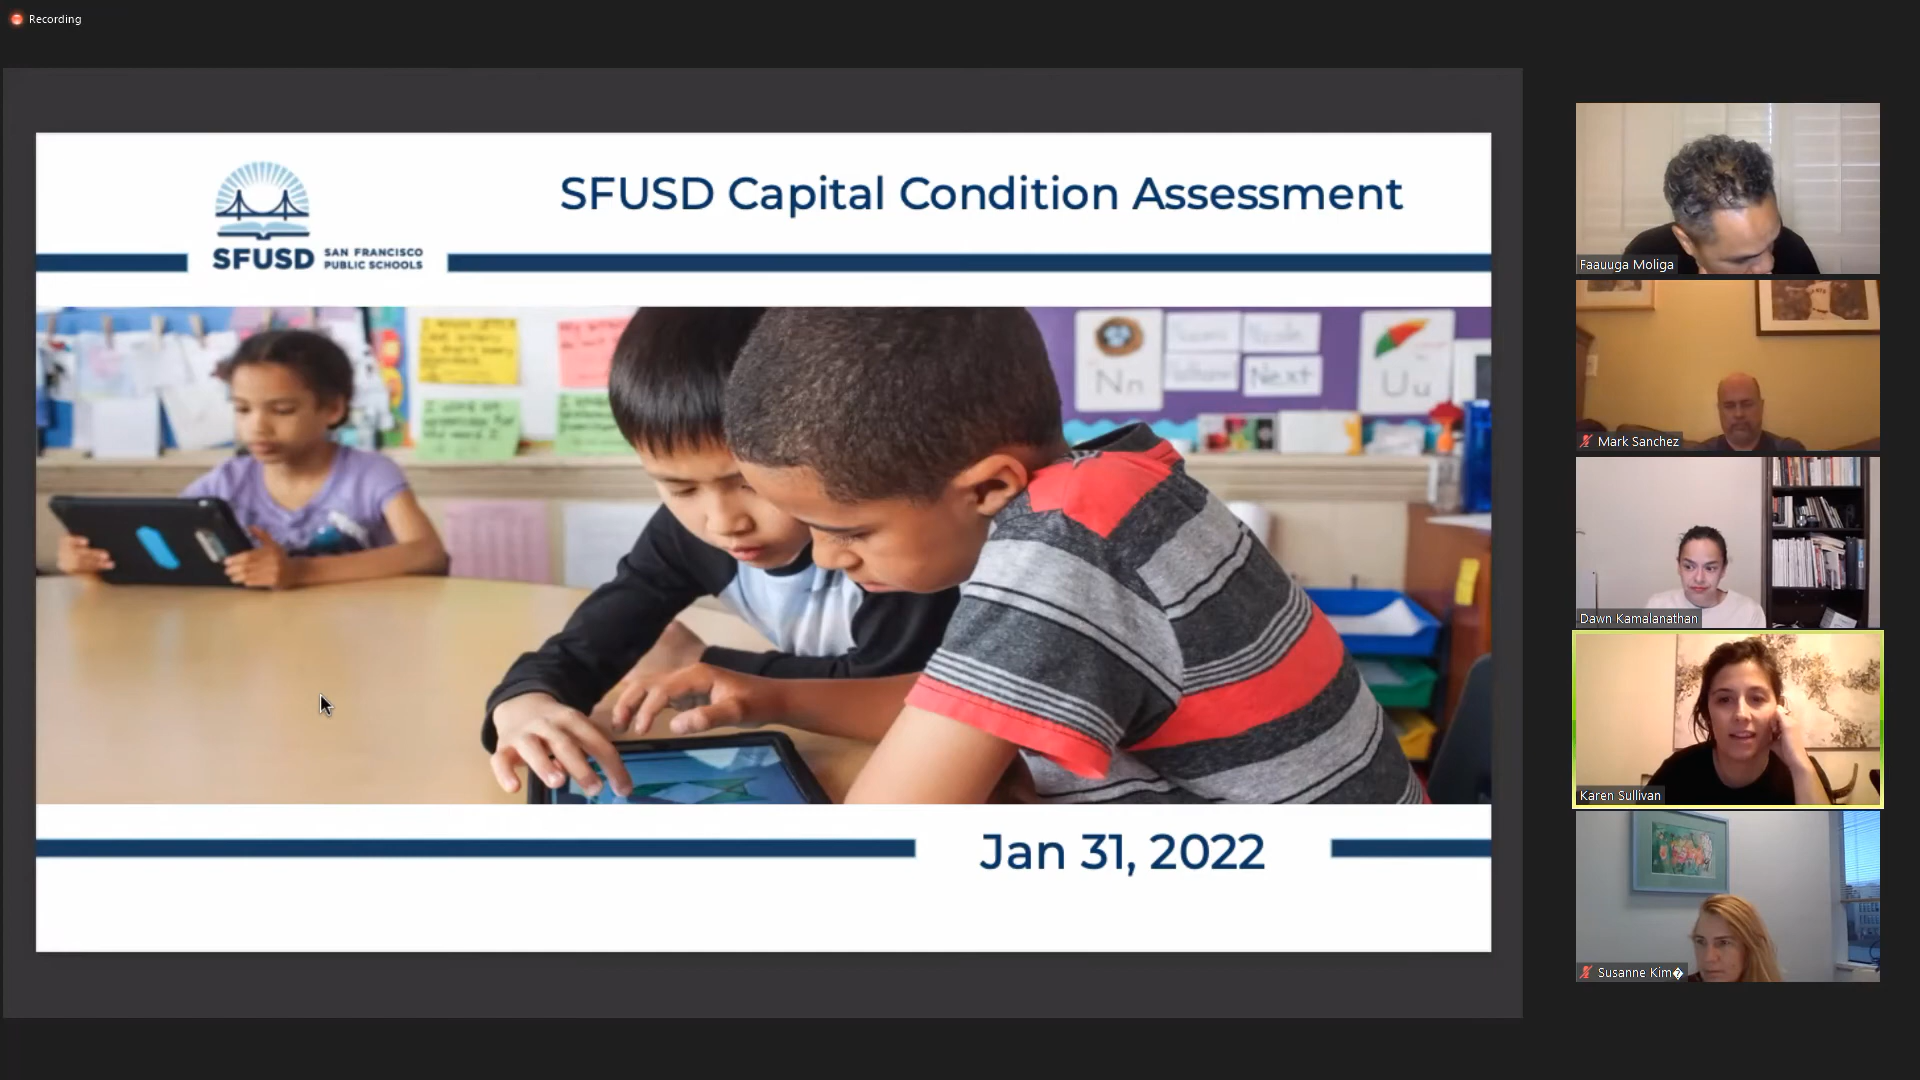 Recording
SFUSD Capital Condition Assessment
SFUSD SAN FRANCISCO
PUBLIC SCHOOLS
Nn
Next
Uu
Jan 31, 2022
Faauuga Moliga
Mark Sanchez
Dawn Kamalanathan
Karen Sullivan
Susanne Kim�